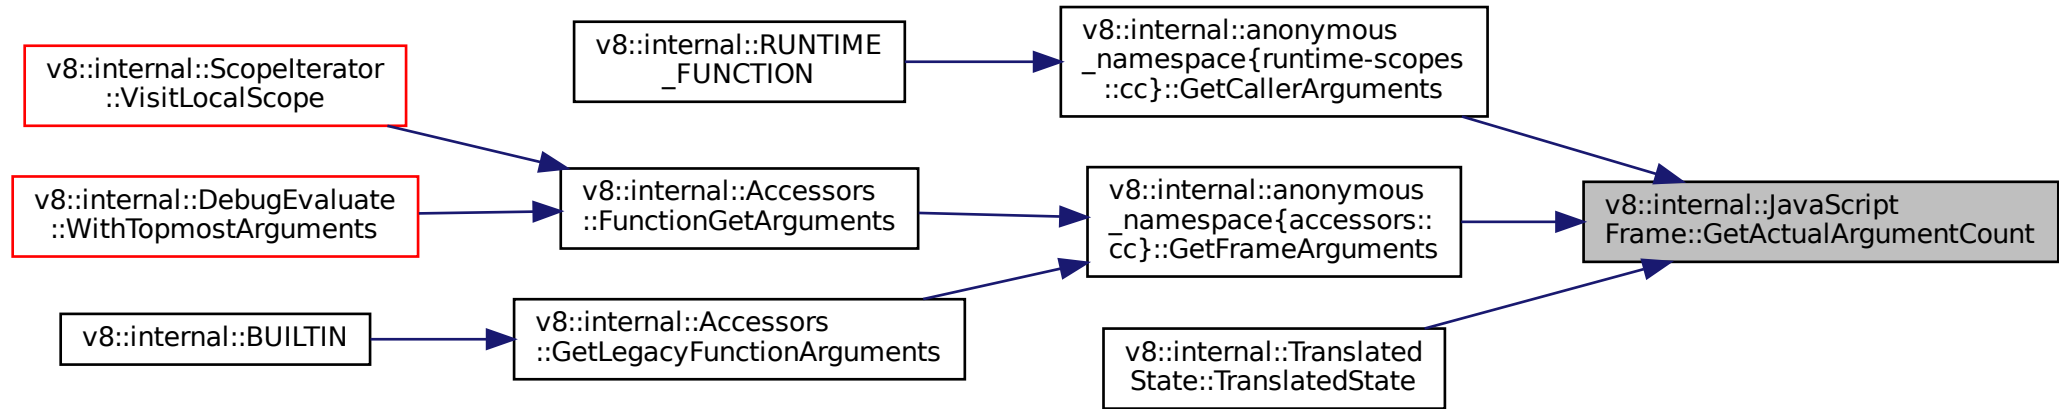 v8::internal::ScopeIterator
::VisitLocalScope
v8::internal::DebugEvaluate
::WithTopmostArguments
v8::internal::BUILTIN
v8::internal::RUNTIME
_FUNCTION
v8::internal::Accessors
::FunctionGetArguments
v8::internal::Accessors
::GetLegacyFunctionArguments
v8::internal::anonymous
_namespace{runtime-scopes
::cc}::GetCallerArguments
v8::internal::anonymous
_namespace{accessors::
cc}::GetFrameArguments
v8::internal::Translated
State::TranslatedState
v8::internal::JavaScript
Frame::GetActualArgumentCount